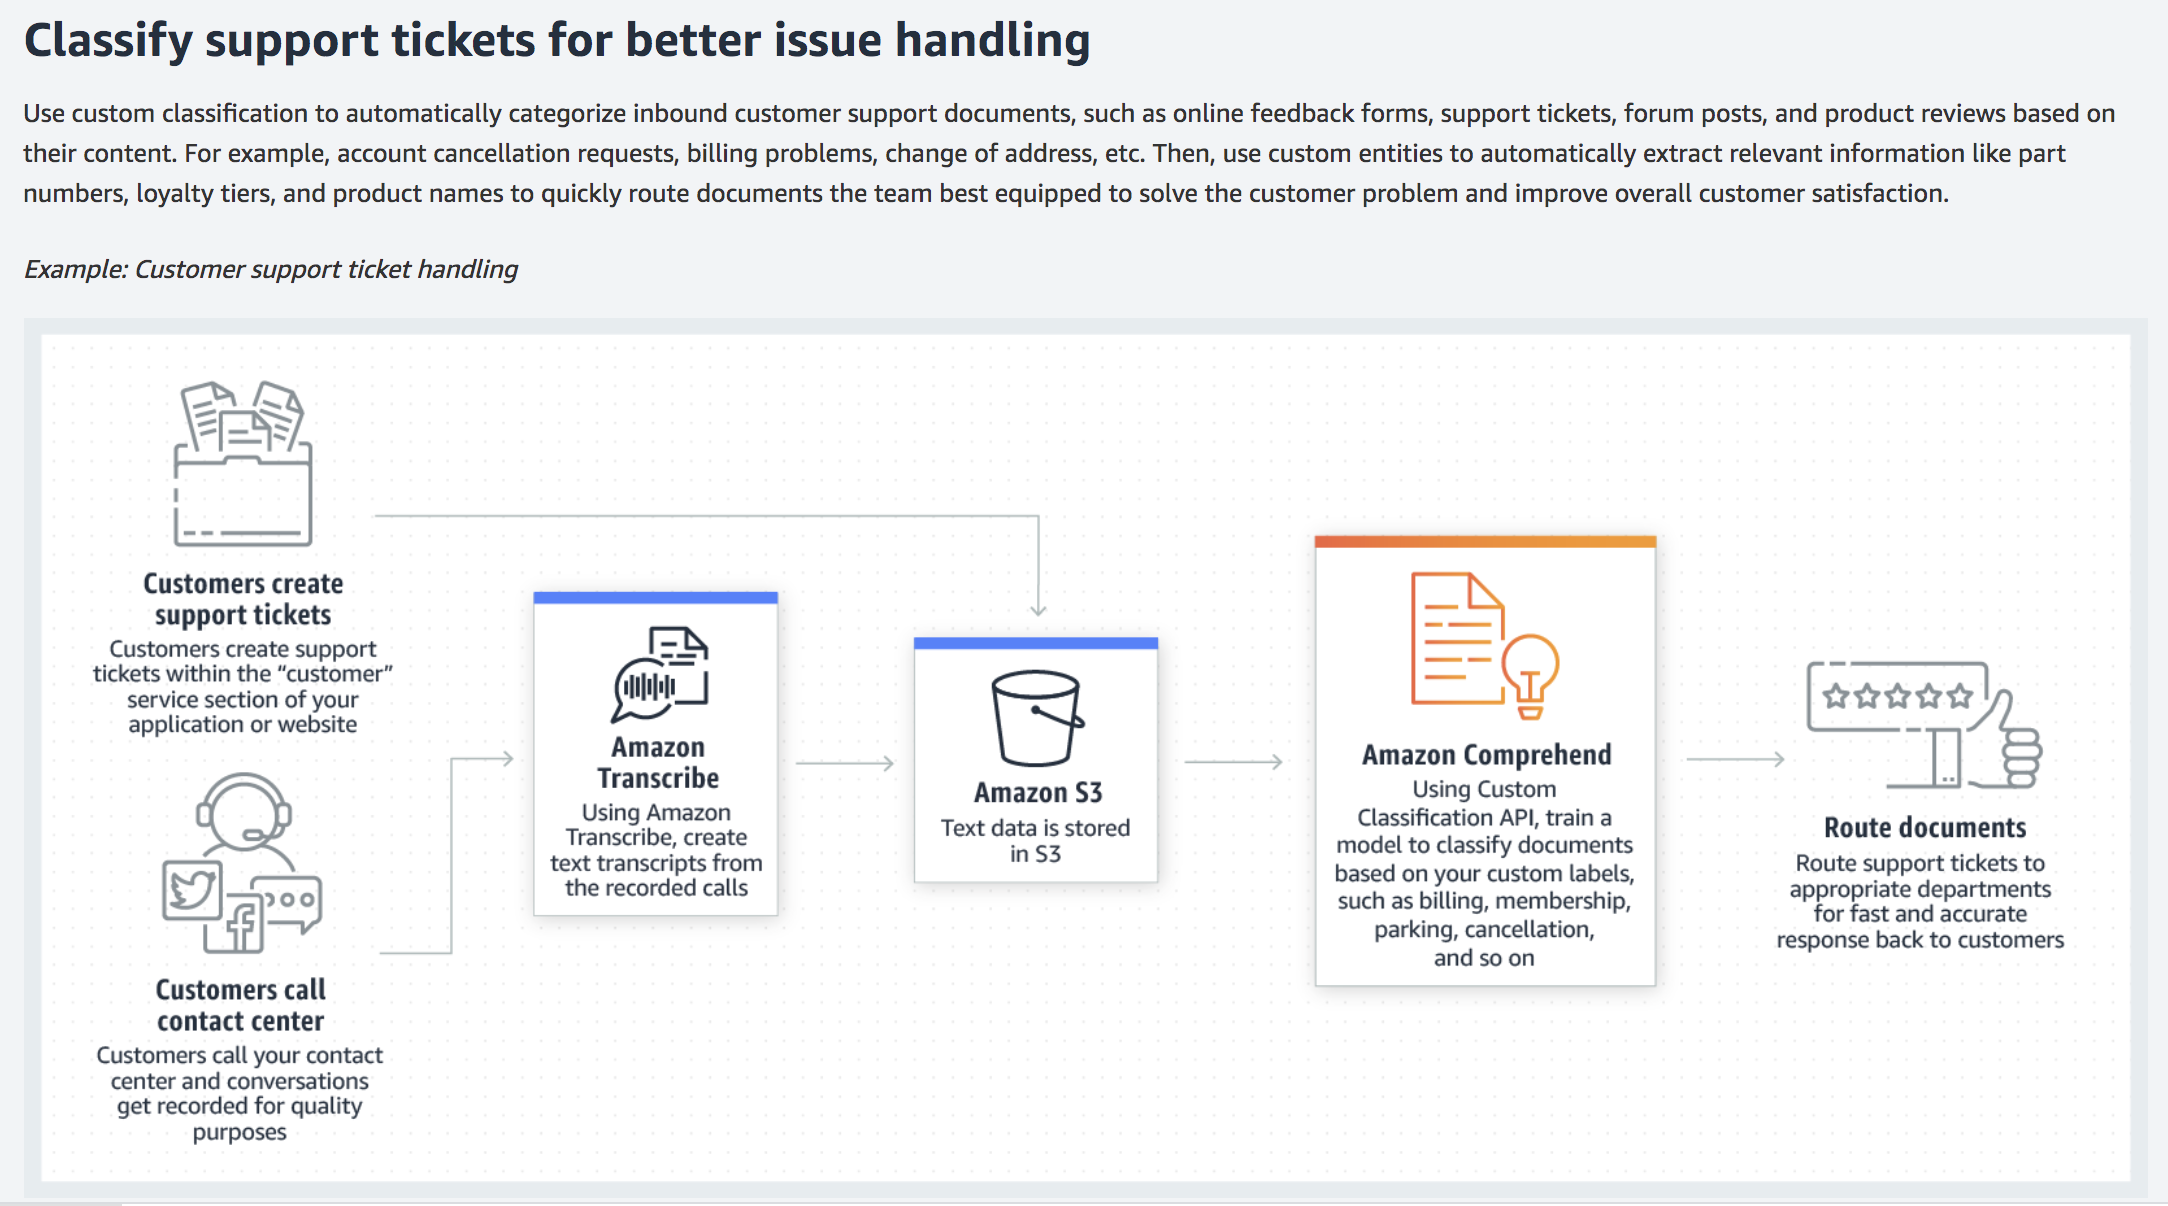 Classify support tickets for better issue handling
Use custom classification to automatically categorize inbound customer support documents, such as online feedback forms, support tickets, forum posts, and product reviews based on
their content. For example, account cancellation requests, billing problems, change of address, etc. Then, use custom entities to automatically extract relevant information like part
numbers, loyalty tiers, and product names to quickly route documents the team best equipped to solve the customer problem and improve overall customer satisfaction.
Example: Customer support ticket handling
Customers create
support tickets
Customers create support
tickets within the “customer”
service section of your
application or website
Customers call
contact center
Customers call your contact
center and conversations
get recorded for quality
purposes
Amazon
Transcribe
Using Amazon
Transcribe, create
text transcripts from
the recorded calls
Amazon S3
Text data is stored
in S3
Amazon Comprehend
Using Custom
Classification API, train a
model to classify documents
based on your custom labels,
such as billing, membership,
parking, cancellation,
and so on
Route documents
Route support tickets to
appropriate departments
for fast and accurate
response back to customers